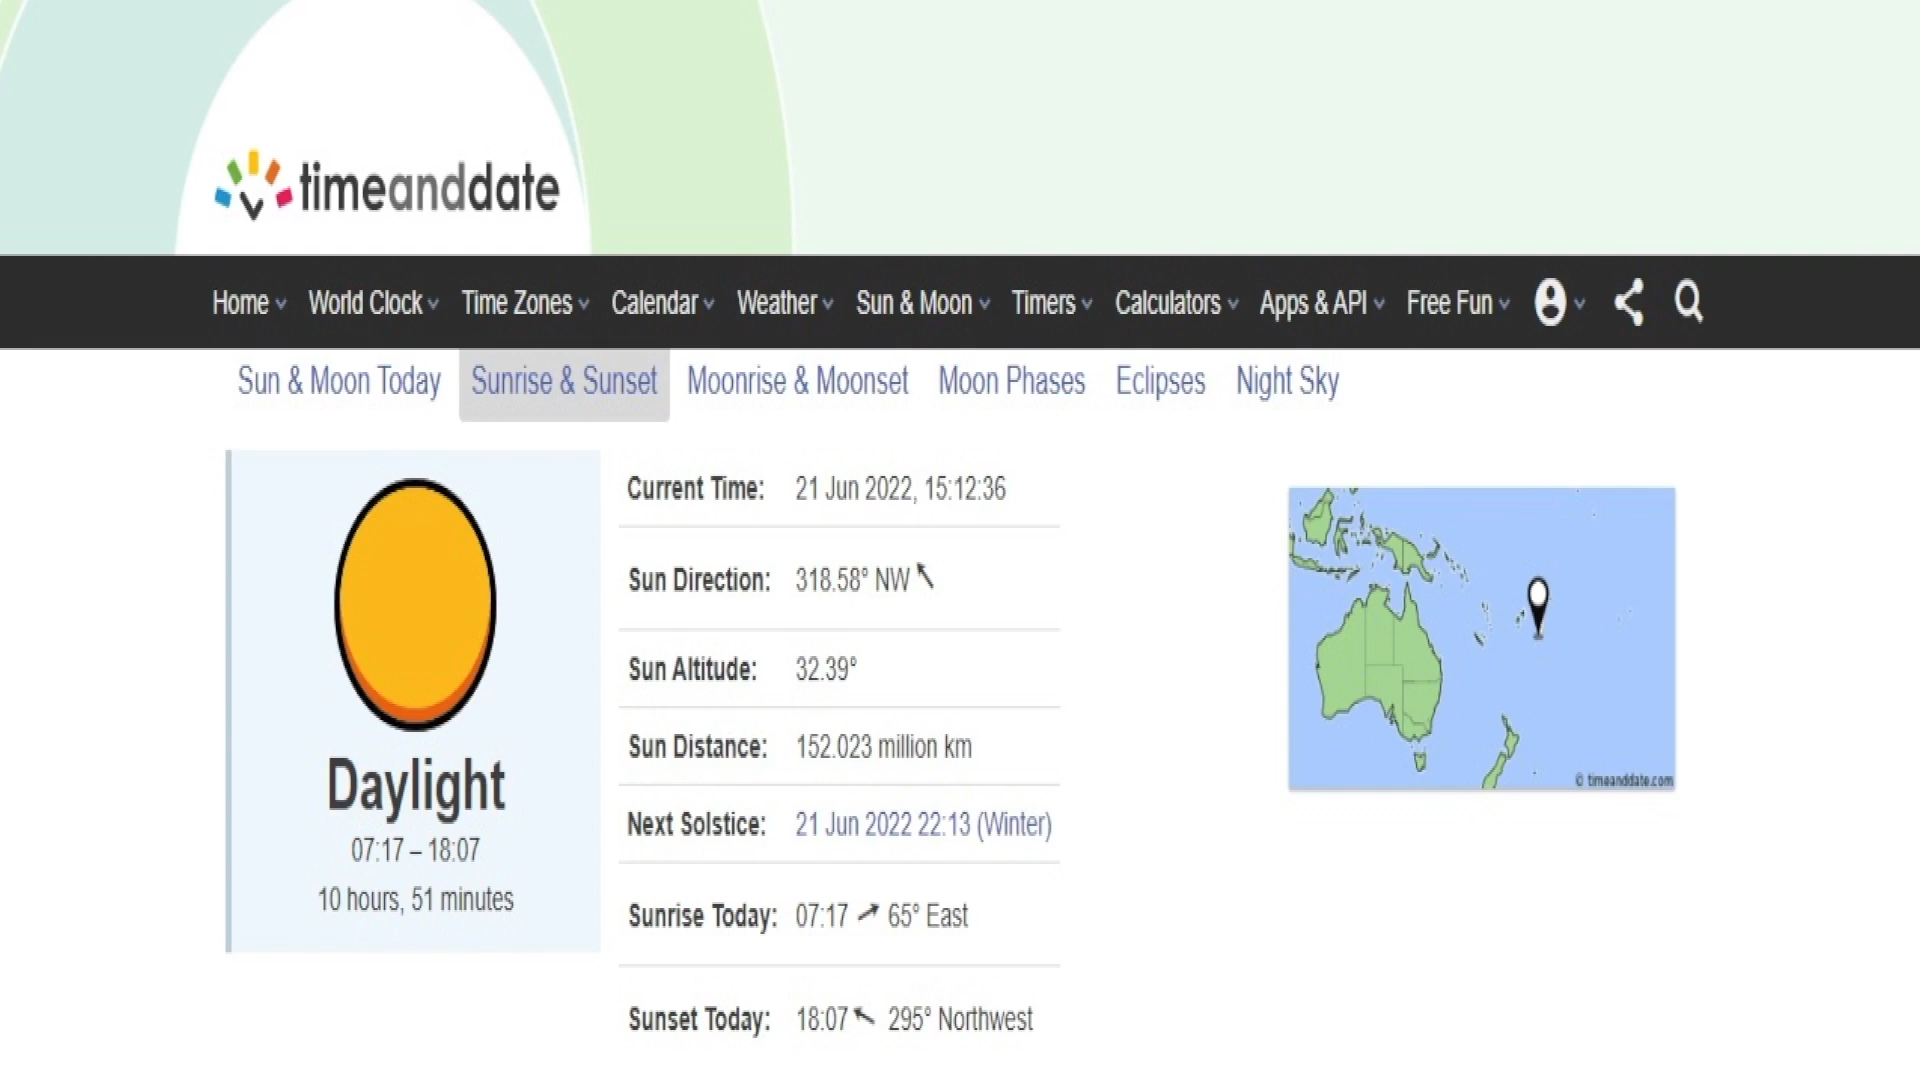 timeanddate
Home World Clock Time Zones Calendar Weather Sun & Moon Timers Calculators Apps & API Free Fun
Sun & Moon Today Sunrise & Sunset Moonrise & Moonset Moon Phases Eclipses Night Sky
Daylight
07:17 – 18:07
10 hours, 51 minutes
Current Time: 21 Jun 2022, 15:12:36
Sun Direction: 318.58° NW
Sun Altitude: 32.39°
Sun Distance: 152.023 million km
Next Solstice: 21 Jun 2022 22:13 (Winter)
Sunrise Today: 07:17 65° East
Sunset Today: 18:07 295° Northwest
© timeanddate.com